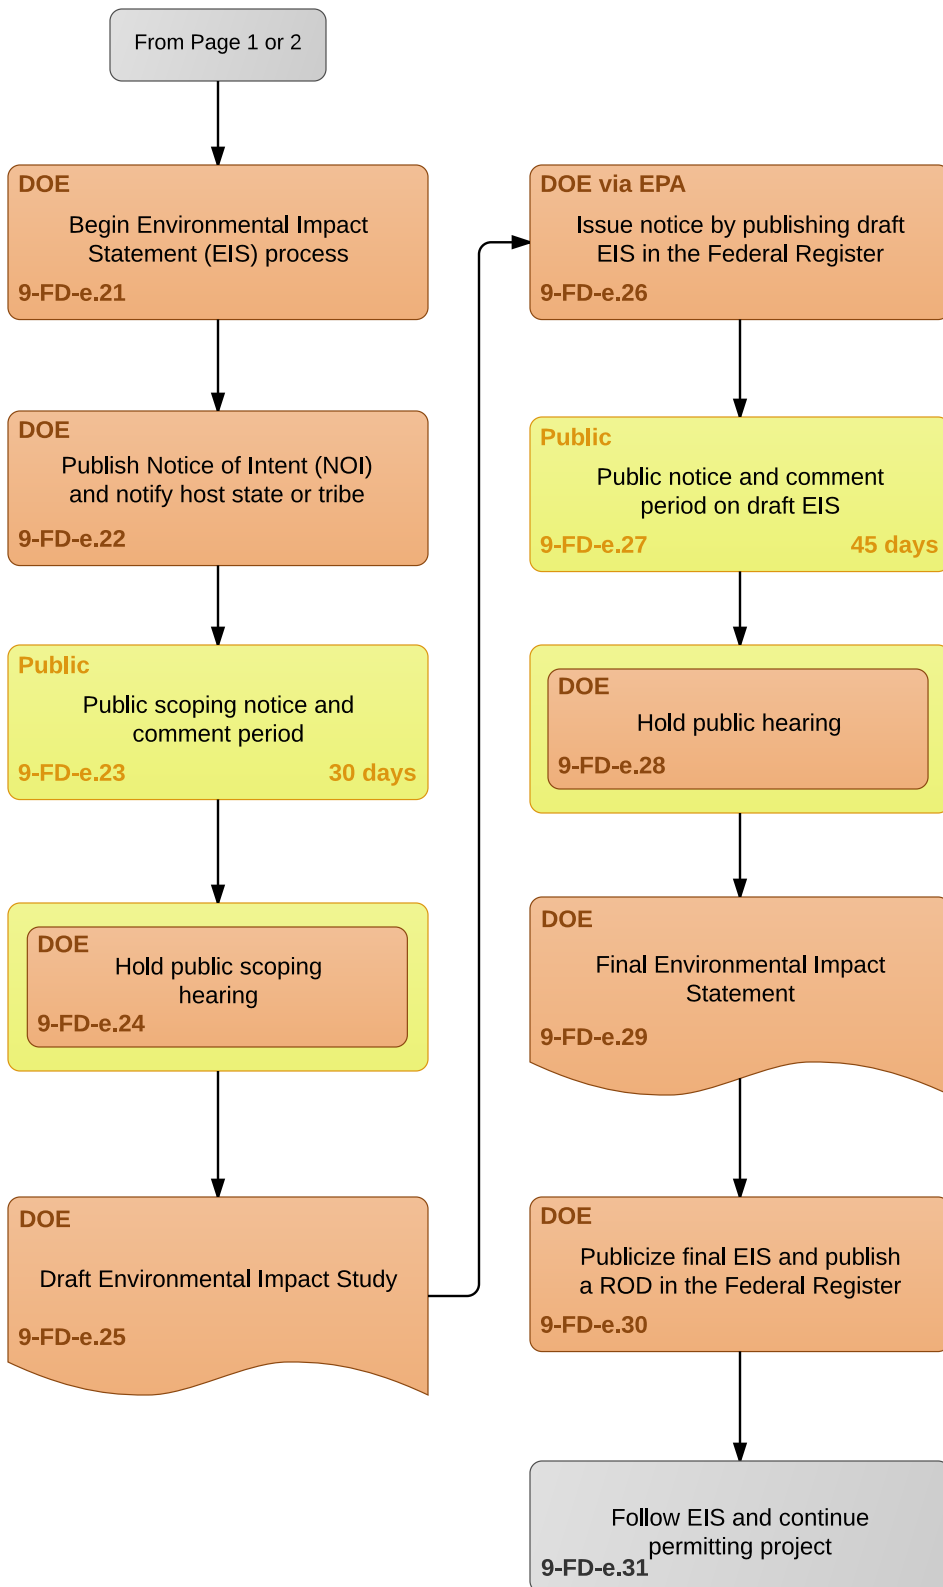 From Page 1 or 2
DOE
Begin Environmental Impact
Statement (EIS) process
9-FD-e.21
DOE
Publish Notice of Intent (NOI)
and notify host state or tribe
9-FD-e.22
Public
Public scoping notice and
comment period
9-FD-e.23 30 days
DOE
Hold public scoping
hearing
9-FD-e.24
DOE
Draft Environmental Impact Study
9-FD-e.25
DOE via EPA
Issue notice by publishing draft
EIS in the Federal Register
9-FD-e.26
Public
Public notice and comment
period on draft EIS
9-FD-e.27 45 days
DOE
Hold public hearing
9-FD-e.28
DOE
Final Environmental Impact
Statement
9-FD-e.29
DOE
Publicize final EIS and publish
a ROD in the Federal Register
9-FD-e.30
Follow EIS and continue
permitting project
9-FD-e.31